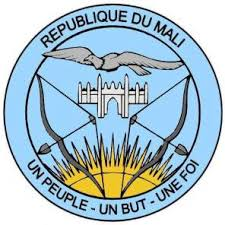 REPUBLIQUE DU MALI
UN PEUPLE - UN BUT - UNE FOI